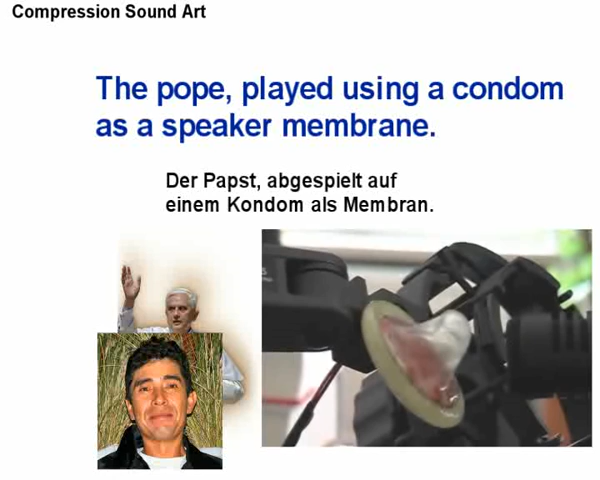 Compression Sound Art
The pope, played using a condom
as a speaker membrane.
Der Papst, abgespielt auf
einem Kondom als Membran.